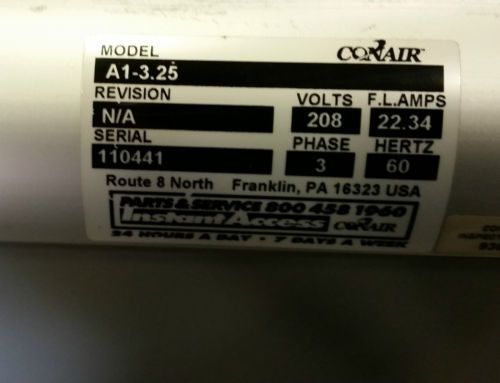 MODEL CONAIR™
A1-3.25
REVISION VOLTS F.L.AMPS
N/A 208 22.34
SERIAL PHASE HERTZ
110441 3 60
Route 8 North Franklin, PA 16323 USA
PARTS & SERVICE 800 458 1960
Instant Access CONAIR
24 HOURS A DAY • 7 DAYS A WEEK